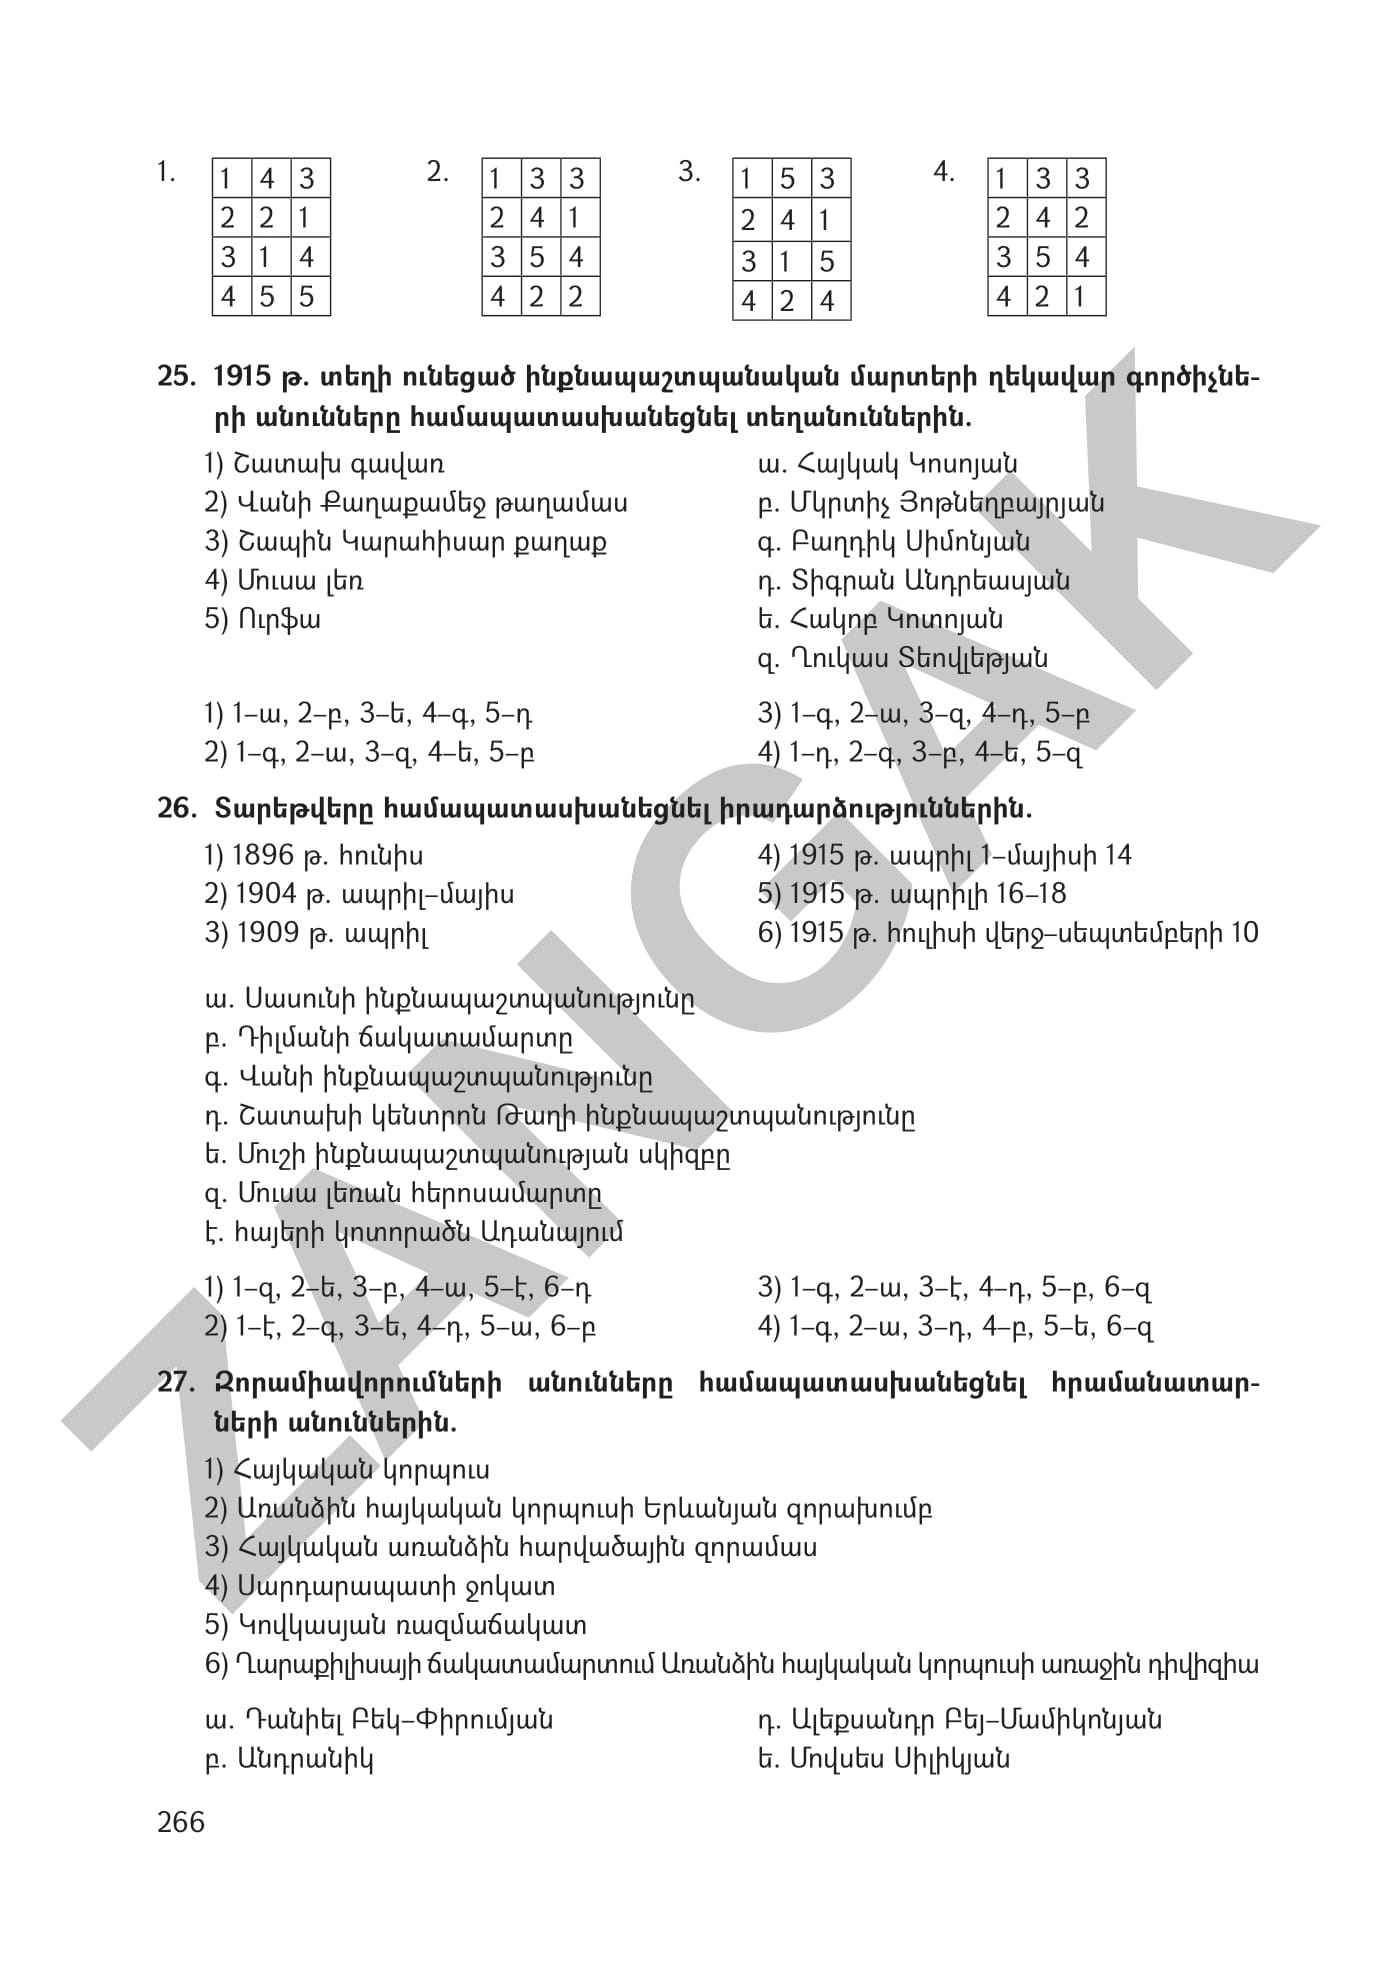 1. 2. 3. 4.
1 4 3 1 3 3 1 5 3 1 3 3
2 2 1 2 4 1 2 4 1 2 4 2
3 1 4 3 5 4 3 1 5 3 5 4
4 5 5 4 2 2 4 2 4 4 2 1
25. 1915 թ. տեղի ունեցած ինքնապաշտպանական մարտերի ղեկավար գործիչնե-
րի անունները համապատասխանեցնել տեղանուններին.
1) Շատախ գավառ ա. Հայկակ Կոսոյան
2) Վանի Քաղաքամեջ թաղամաս բ. Մկրտիչ Յոթնեղբայրյան
3) Շապին Կարահիսար քաղաք գ. Բաղդիկ Սիմոնյան
4) Մուսա լեռ դ. Տիգրան Անդրեասյան
5) Ուրֆա ե. Հակոբ Կոտոյան
զ. Ղուկաս Տեովլեթյան
1) 1–ա, 2–բ, 3–ե, 4–գ, 5–դ 3) 1–գ, 2–ա, 3–զ, 4–դ, 5–բ
2) 1–գ, 2–ա, 3–զ, 4–ե, 5–բ 4) 1–դ, 2–գ, 3–բ, 4–ե, 5–զ
26. Տարեթվերը համապատասխանեցնել իրադարձություններին.
1) 1896 թ. հունիս 4) 1915 թ. ապրիլ 1–մայիսի 14
2) 1904 թ. ապրիլ–մայիս 5) 1915 թ. ապրիլի 16–18
3) 1909 թ. ապրիլ 6) 1915 թ. հուլիսի վերջ–սեպտեմբերի 10
ա. Սասունի ինքնապաշտպանությունը
բ. Դիլմանի ճակատամարտը
գ. Վանի ինքնապաշտպանությունը
դ. Շատախի կենտրոն Թաղի ինքնապաշտպանությունը
ե. Մուշի ինքնապաշտպանության սկիզբը
զ. Մուսա լեռան հերոսամարտը
է. հայերի կոտորածն Ադանայում
1) 1–զ, 2–ե, 3–բ, 4–ա, 5–է, 6–դ 3) 1–գ, 2–ա, 3–է, 4–դ, 5–բ, 6–զ
2) 1–է, 2–գ, 3–ե, 4–դ, 5–ա, 6–բ 4) 1–գ, 2–ա, 3–դ, 4–բ, 5–ե, 6–զ
27. Զորամիավորումների անունները համապատասխանեցնել հրամանատար-
ների անուններին.
1) Հայկական կորպուս
2) Առանձին հայկական կորպուսի Երևանյան զորախումբ
3) Հայկական առանձին հարվածային զորամաս
4) Սարդարապատի ջոկատ
5) Կովկասյան ռազմաճակատ
6) Ղարաքիլիսայի ճակատամարտում Առանձին հայկական կորպուսի առաջին դիվիզիա
ա. Դանիել Բեկ–Փիրումյան դ. Ալեքսանդր Բեյ–Մամիկոնյան
բ. Անդրանիկ ե. Մովսես Սիլիկյան
266
ZANGAK